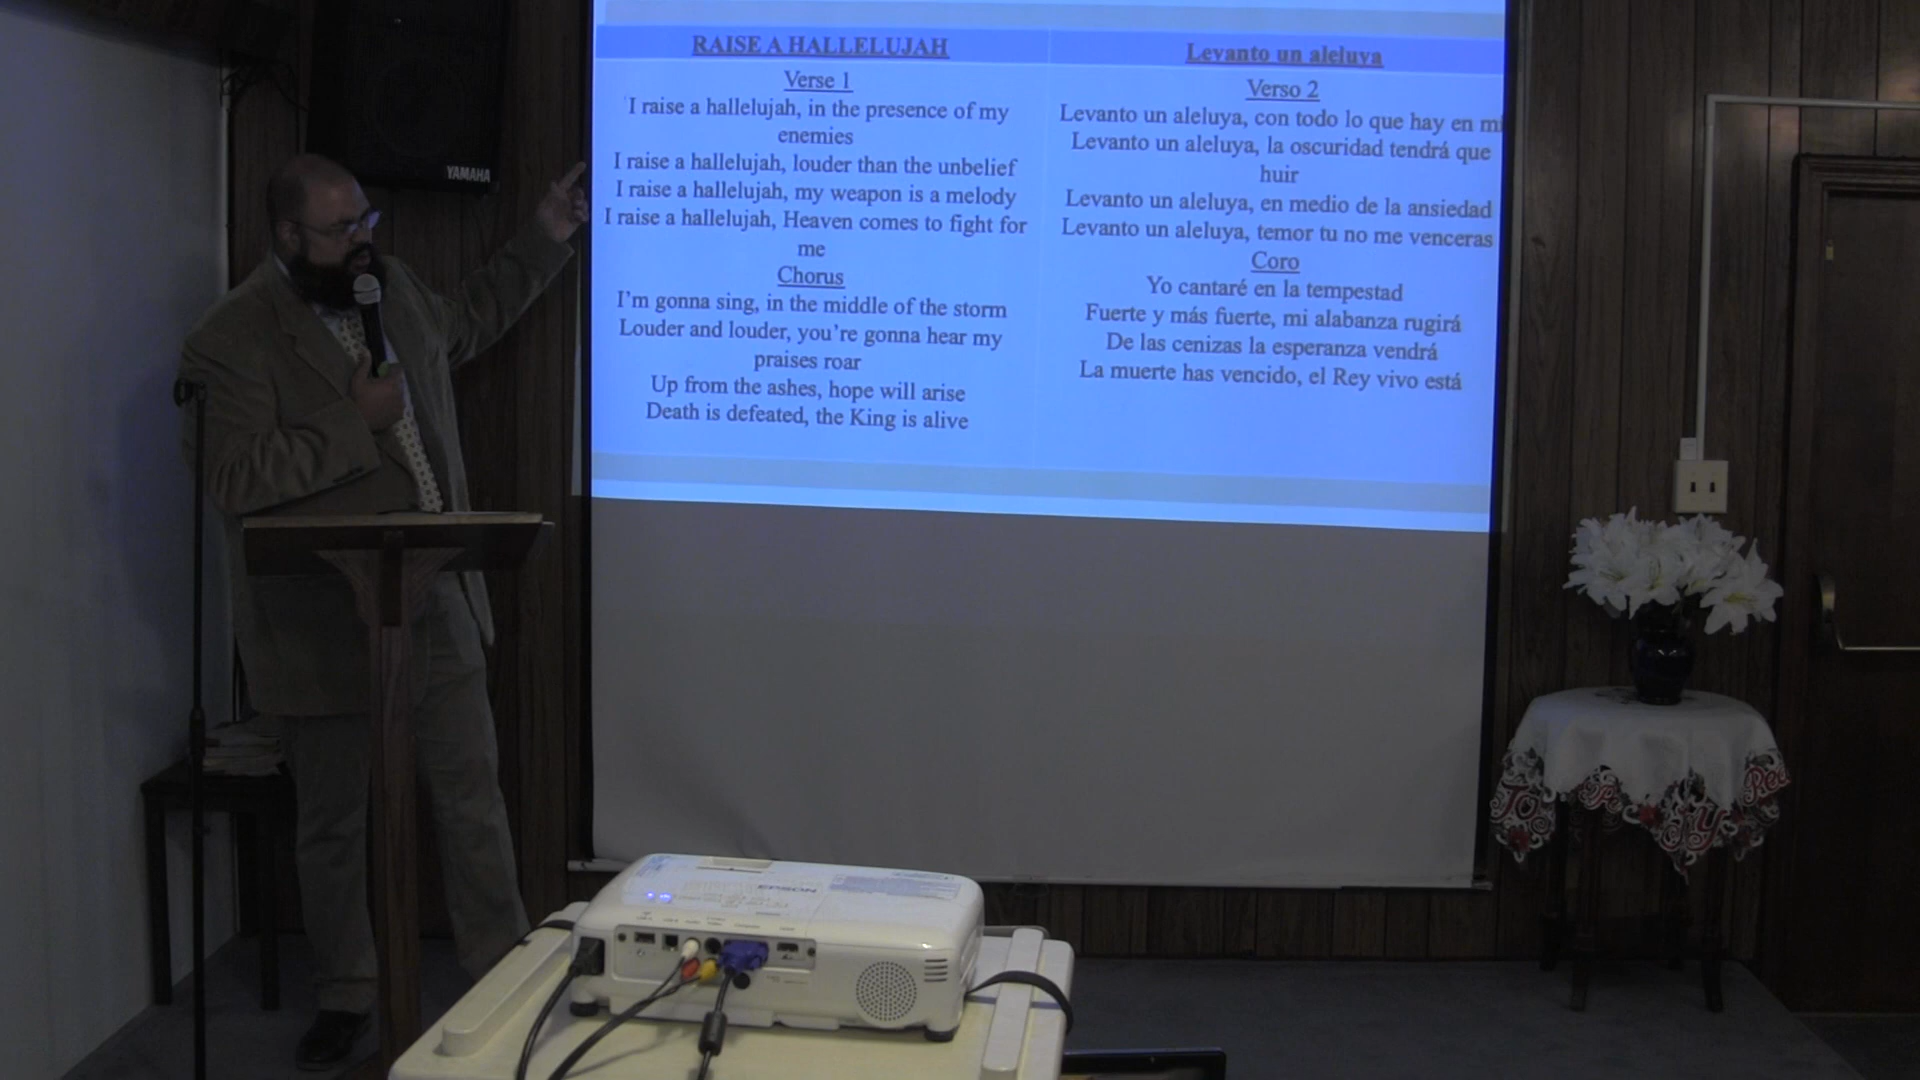 RAISE A HALLELUJAH
Verse 1
I raise a hallelujah, in the presence of my
enemies
I raise a hallelujah, louder than the unbelief
I raise a hallelujah, my weapon is a melody
I raise a hallelujah, Heaven comes to fight for
me
Chorus
I'm gonna sing, in the middle of the storm
Louder and louder, you're gonna hear my
praises roar
Up from the ashes, hope will arise
Death is defeated, the King is alive
Levanto un aleluya
Verso 2
Levanto un aleluya, con todo lo que hay en mi
Levanto un aleluya, la oscuridad tendrá que
huir
Levanto un aleluya, en medio de la ansiedad
Levanto un aleluya, temor tu no me venceras
Coro
Yo cantaré en la tempestad
Fuerte y más fuerte, mi alabanza rugirá
De las cenizas la esperanza vendrá
La muerte has vencido, el Rey vivo está
YAMAHA
EPSON
Joy